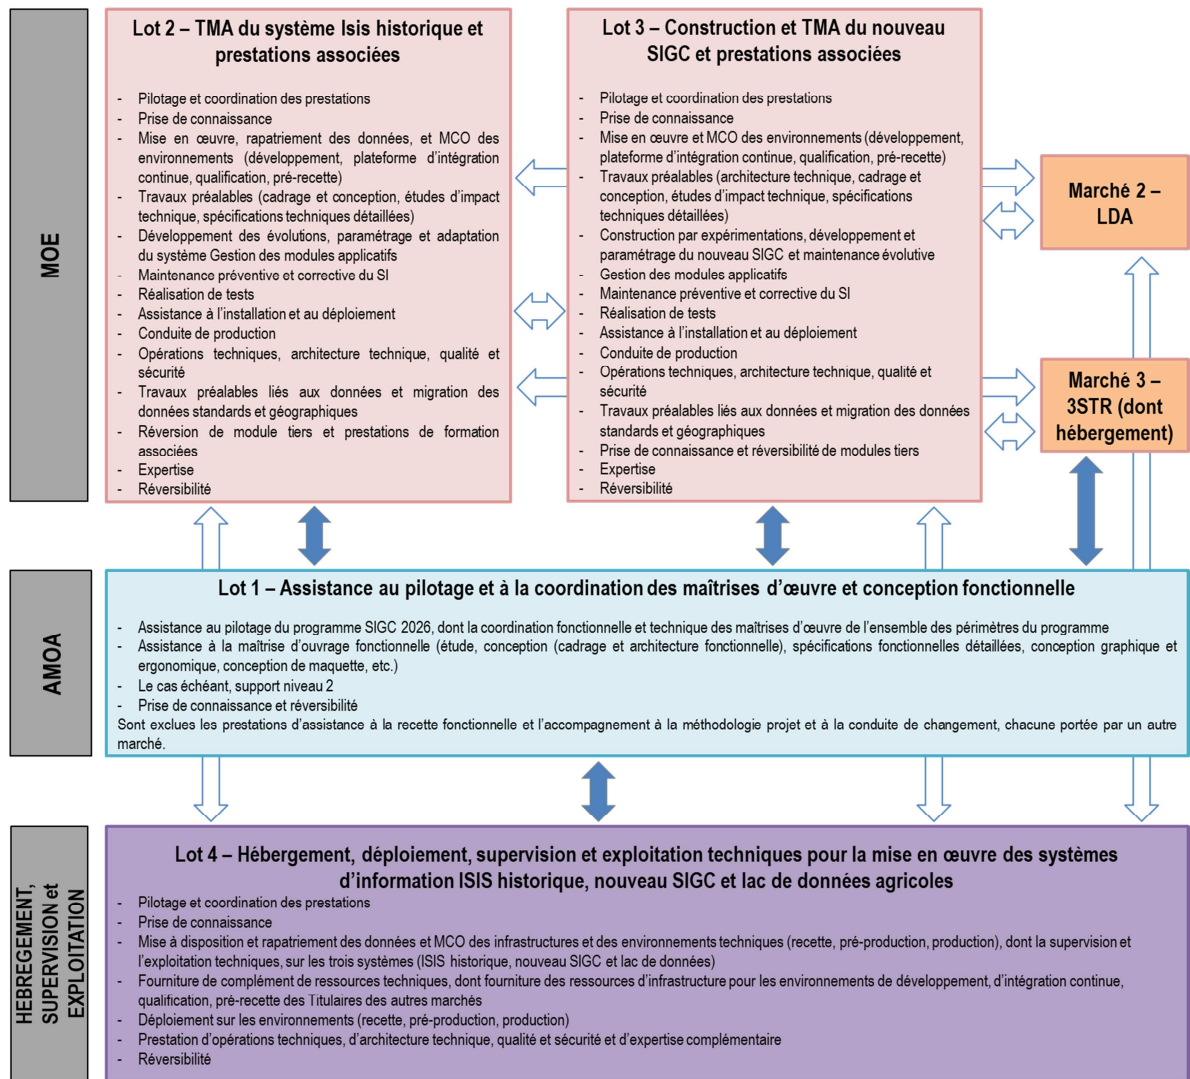 MOE
Lot 2 – TMA du système Isis historique et
prestations associées
- Pilotage et coordination des prestations
- Prise de connaissance
- Mise en œuvre, rapatriement des données, et MCO des
environnements (développement, plateforme d'intégration
continue, qualification, pré-recette)
- Travaux préalables (cadrage et conception, études d'impact
technique, spécifications techniques détaillées)
- Développement des évolutions, paramétrage et adaptation
du système Gestion des modules applicatifs
- Maintenance préventive et corrective du SI
- Réalisation de tests
- Assistance à l'installation et au déploiement
- Conduite de production
- Opérations techniques, architecture technique, qualité et
sécurité
- Travaux préalables liés aux données et migration des
données standards et géographiques
- Réversion de module tiers et prestations de formation
associées
- Expertise
- Réversibilité
Lot 3 – Construction et TMA du nouveau
SIGC et prestations associées
- Pilotage et coordination des prestations
- Prise de connaissance
- Mise en œuvre et MCO des environnements (développement,
plateforme d'intégration continue, qualification, pré-recette)
- Travaux préalables (architecture technique, cadrage et
conception, études d'impact technique, spécifications
techniques détaillées)
- Construction par expérimentations, développement et
paramétrage du nouveau SIGC et maintenance évolutive
- Gestion des modules applicatifs
- Maintenance préventive et corrective du SI
- Réalisation de tests
- Assistance à l'installation et au déploiement
- Conduite de production
- Opérations techniques, architecture technique, qualité et
sécurité
- Travaux préalables liés aux données et migration des données
standards et géographiques
- Prise de connaissance et réversibilité de modules tiers
- Expertise
- Réversibilité
Marché 2 –
LDA
Marché 3 –
3STR (dont
hébergement)
AMOA
Lot 1 – Assistance au pilotage et à la coordination des maîtrises d'œuvre et conception fonctionnelle
- Assistance au pilotage du programme SIGC 2026, dont la coordination fonctionnelle et technique des maîtrises d'œuvre de l'ensemble des périmètres du programme
- Assistance à la maîtrise d'ouvrage fonctionnelle (étude, conception (cadrage et architecture fonctionnelle), spécifications fonctionnelles détaillées, conception graphique et
ergonomique, conception de maquette, etc.)
- Le cas échéant, support niveau 2
- Prise de connaissance et réversibilité
Sont exclues les prestations d'assistance à la recette fonctionnelle et l'accompagnement à la méthodologie projet et à la conduite de changement, chacune portée par un autre
marché.
HEBREGEMENT,
SUPERVISION et
EXPLOITATION
Lot 4 – Hébergement, déploiement, supervision et exploitation techniques pour la mise en œuvre des systèmes
d'information ISIS historique, nouveau SIGC et lac de données agricoles
- Pilotage et coordination des prestations
- Prise de connaissance
- Mise à disposition et rapatriement des données et MCO des infrastructures et des environnements techniques (recette, pré-production, production), dont la supervision et
l'exploitation techniques, sur les trois systèmes (ISIS historique, nouveau SIGC et lac de données)
- Fourniture de complément de ressources techniques, dont fourniture des ressources d'infrastructure pour les environnements de développement, d'intégration continue,
qualification, pré-recette des Titulaires des autres marchés
- Déploiement sur les environnements (recette, pré-production, production)
- Prestation d'opérations techniques, d'architecture technique, qualité et sécurité et d'expertise complémentaire
- Réversibilité